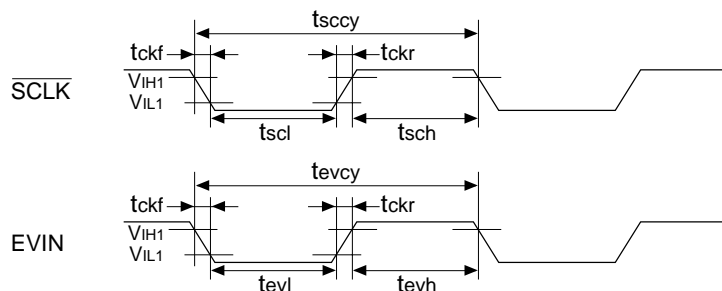 tsccy
tckf tckr
SCLK
VIH1
VIL1
tscl tsch
tevcy
tckf tckr
EVIN
VIH1
VIL1
tevl tevh